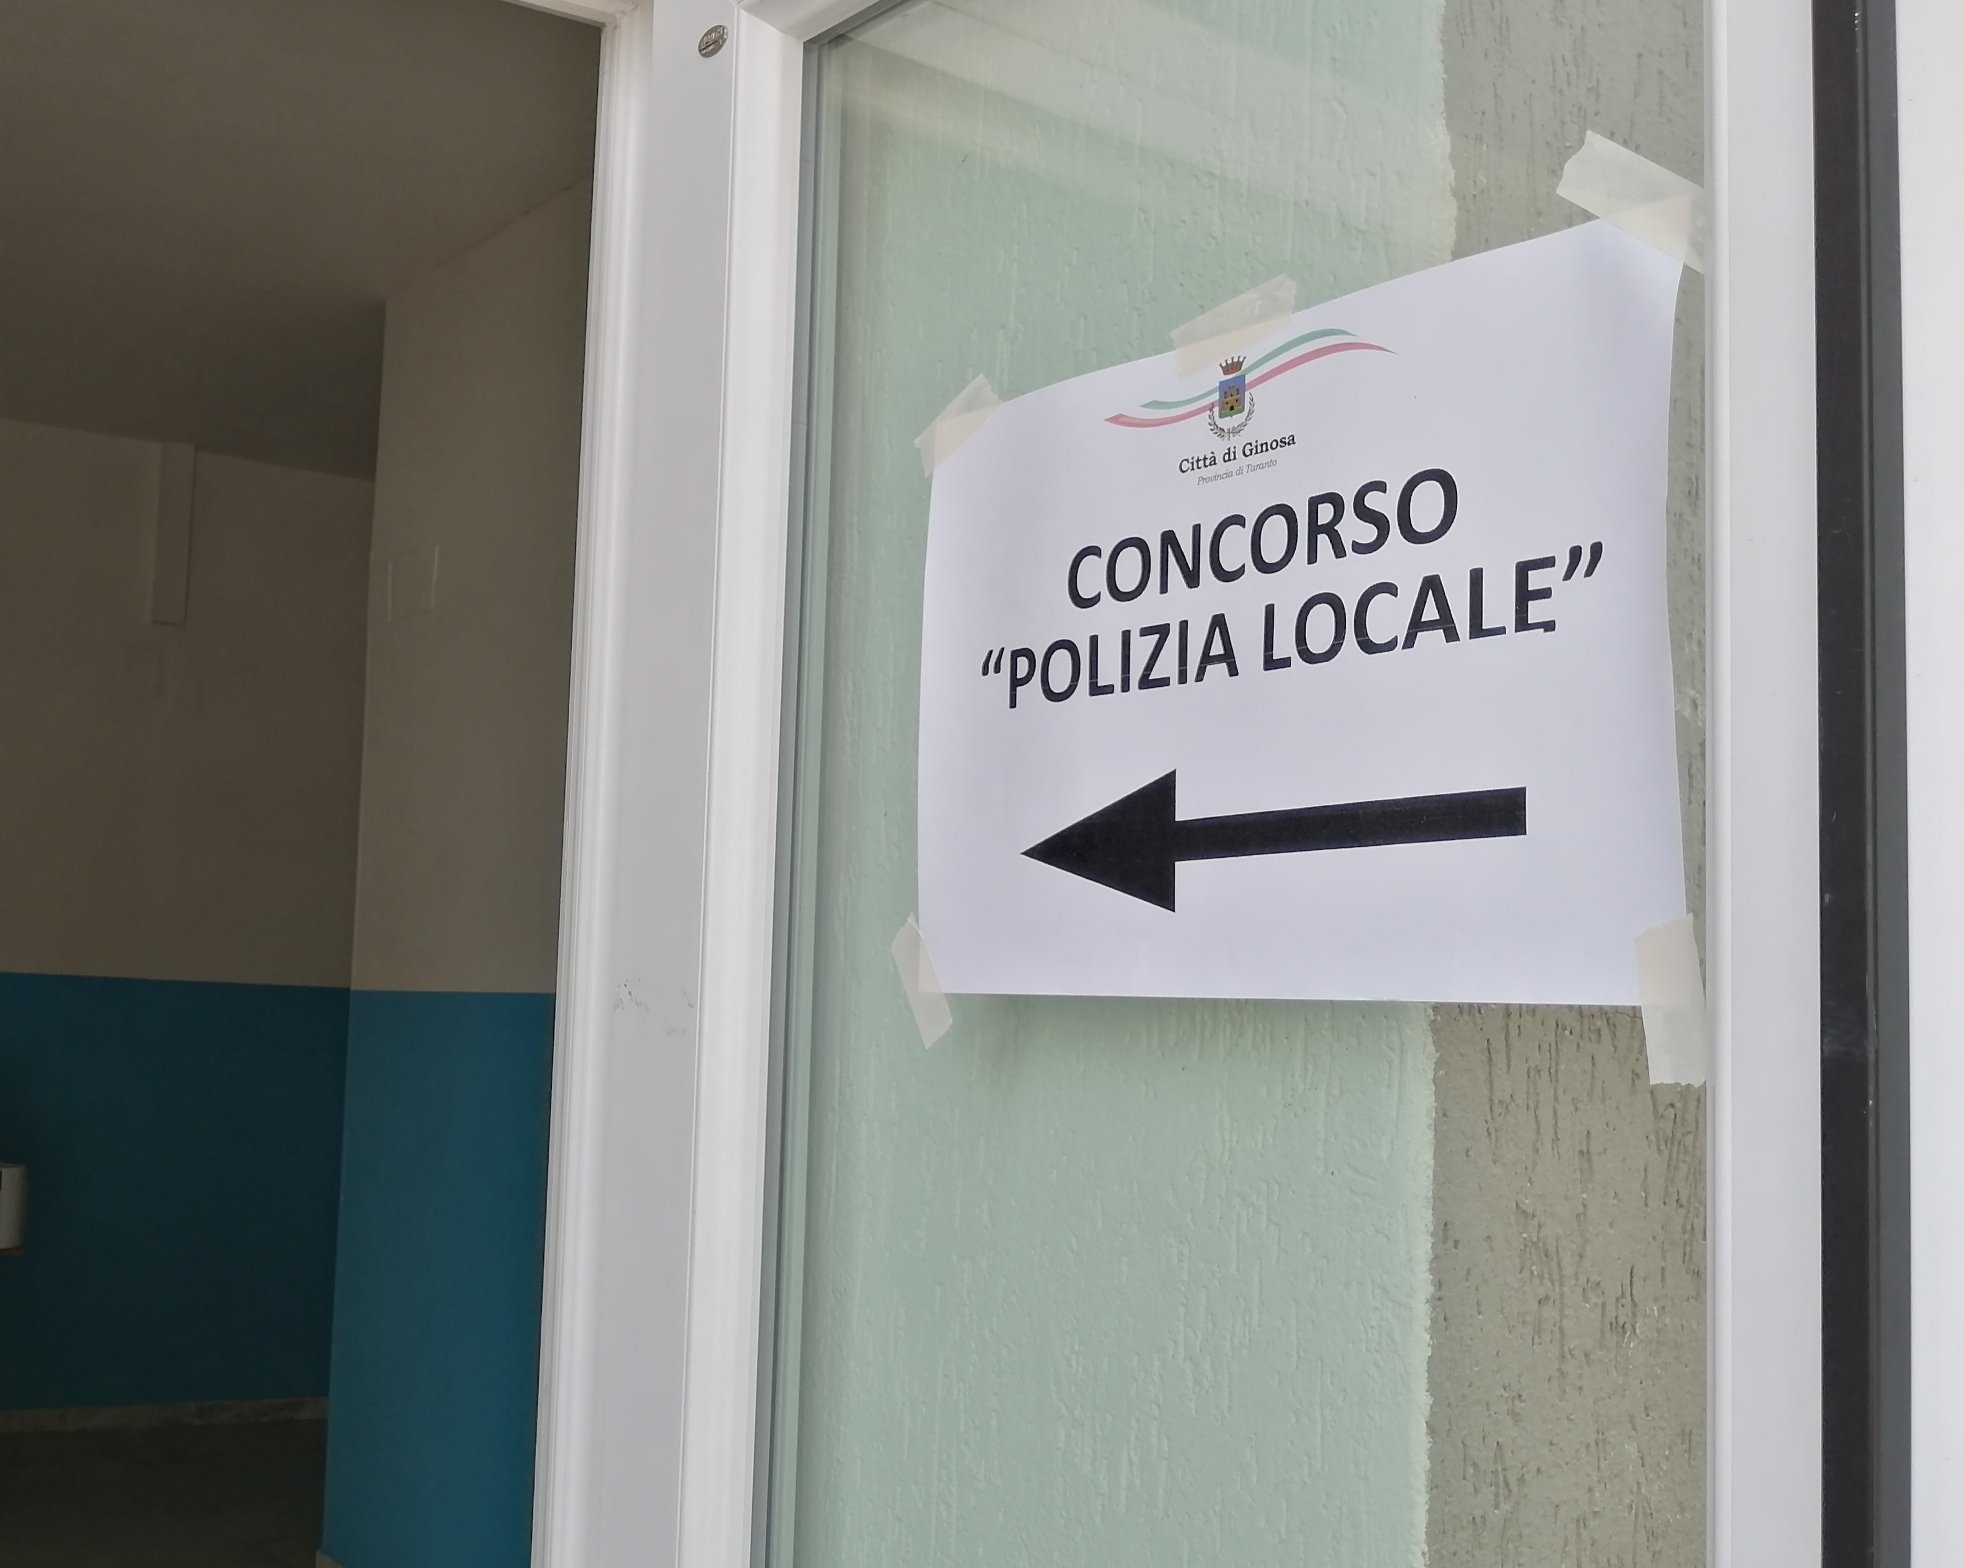 Città di Ginosa
Provincia di Taranto
CONCORSO
“POLIZIA LOCALE”